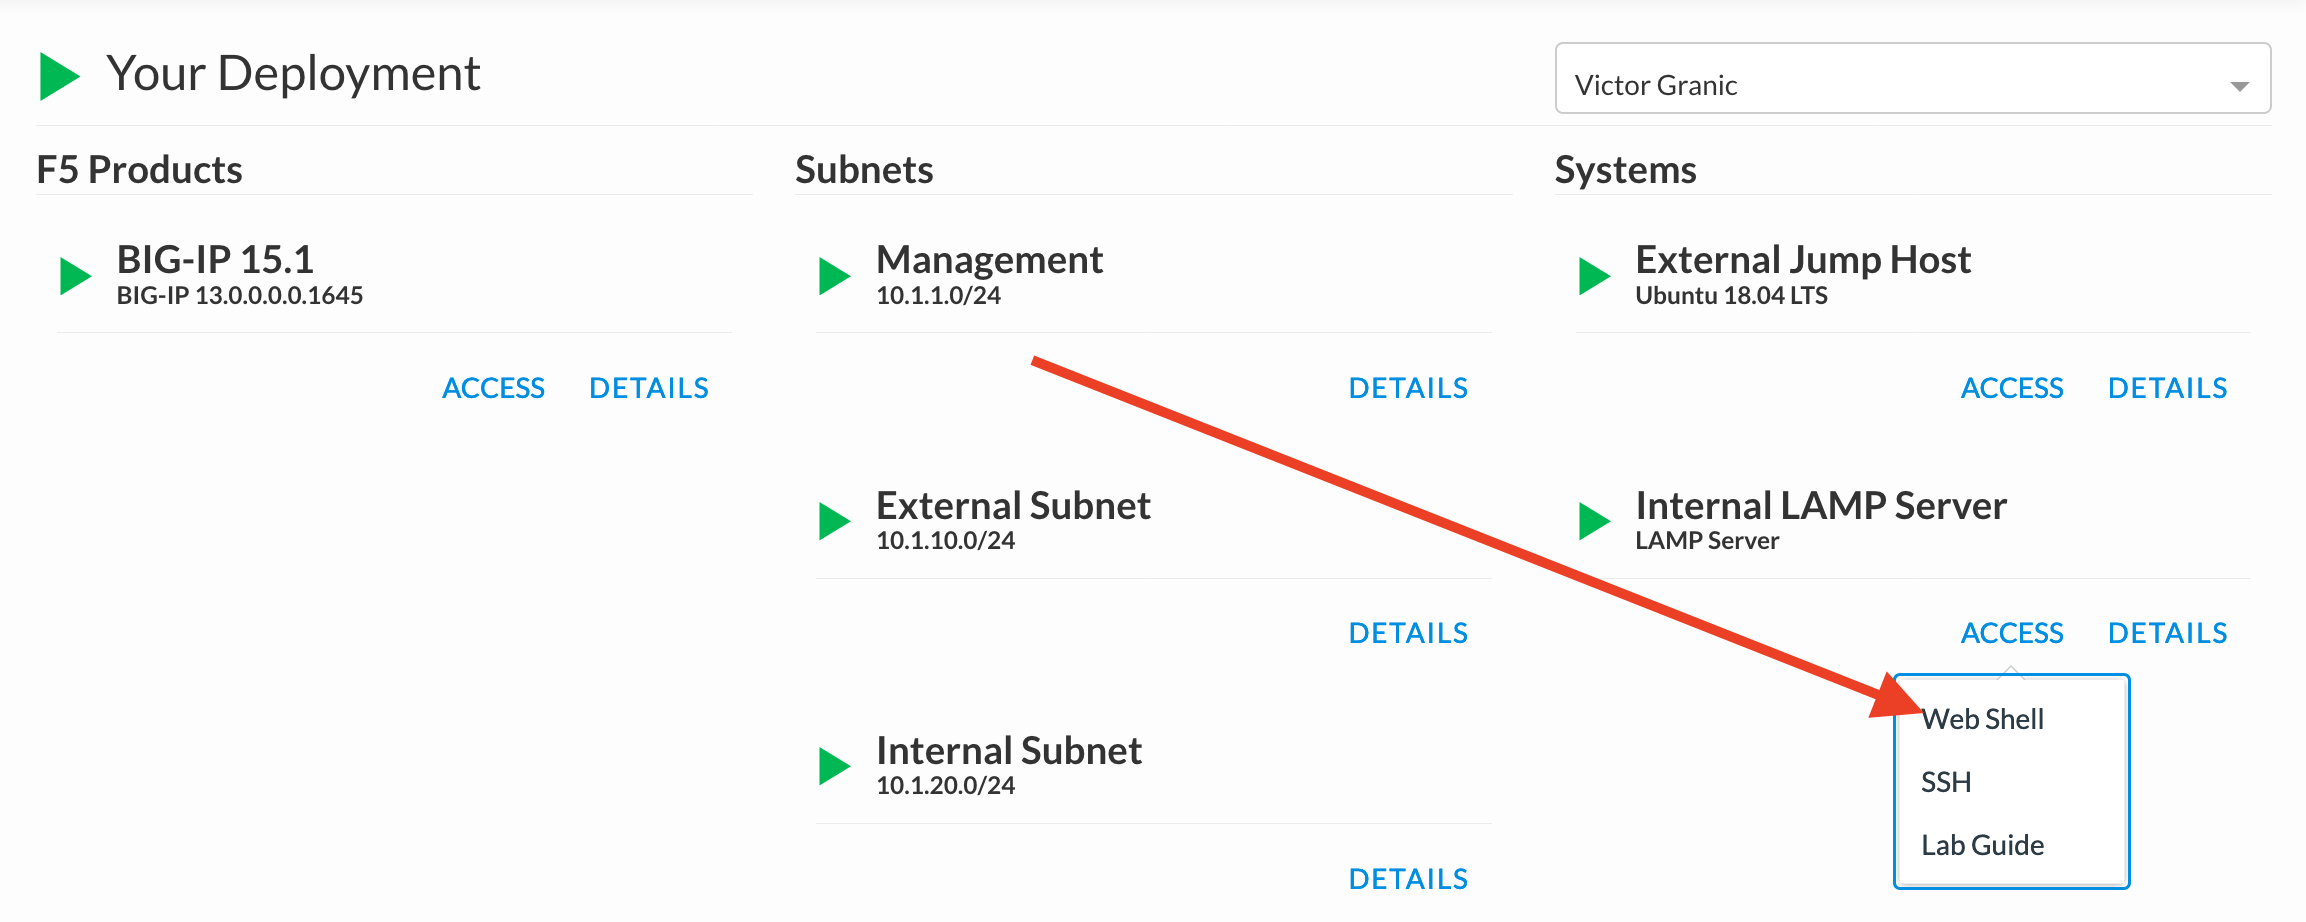 Your Deployment
Victor Granic
F5 Products
BIG-IP 15.1
BIG-IP 13.0.0.0.0.1645
ACCESS DETAILS
Subnets
Management
10.1.1.0/24
DETAILS
External Subnet
10.1.10.0/24
DETAILS
Internal Subnet
10.1.20.0/24
DETAILS
Systems
External Jump Host
Ubuntu 18.04 LTS
ACCESS DETAILS
Internal LAMP Server
LAMP Server
ACCESS DETAILS
Web Shell
SSH
Lab Guide